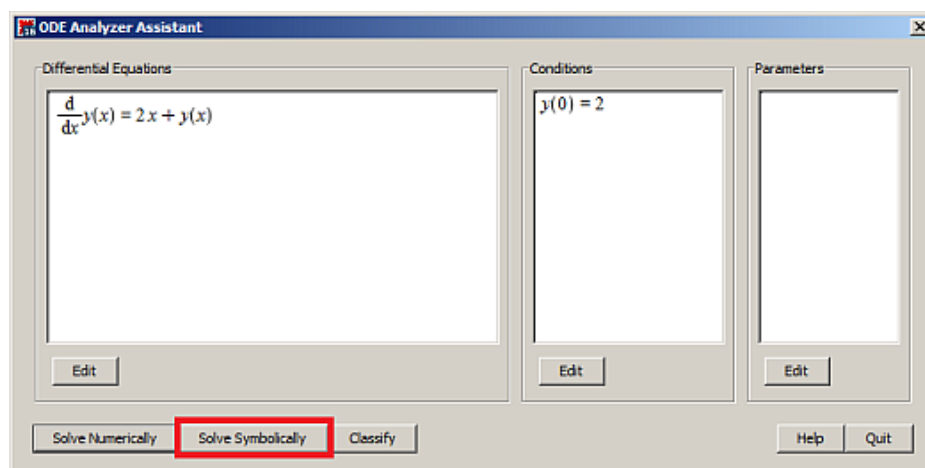 ODE Analyzer Assistant
Differential Equations
d/dx y(x) = 2 x + y(x)
Edit
Conditions
y(0) = 2
Edit
Parameters
Edit
Solve Numerically Solve Symbolically Classify Help Quit